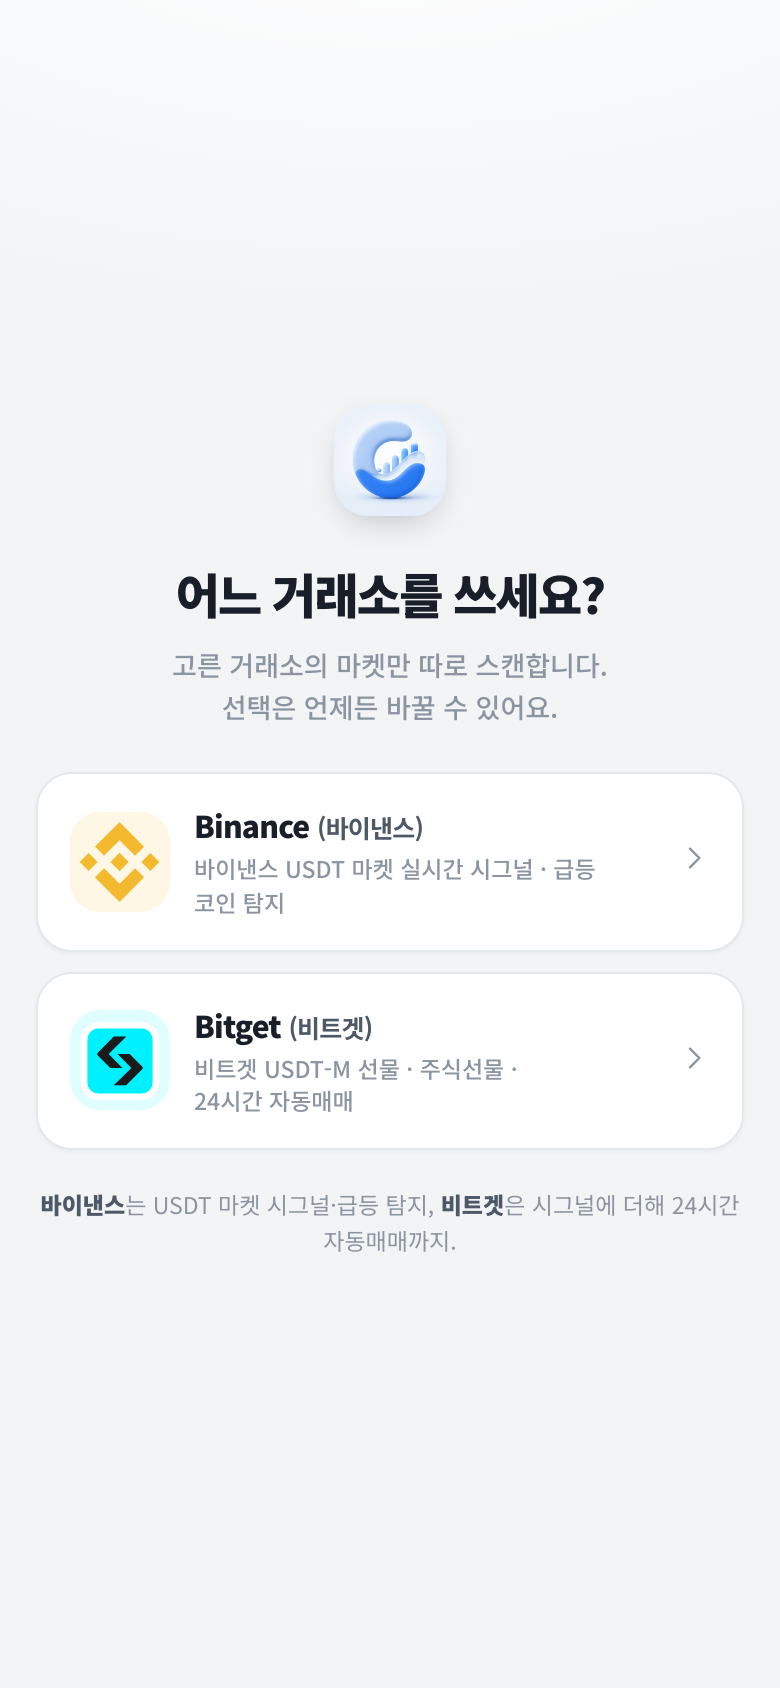 어느 거래소를 쓰세요?
고른 거래소의 마켓만 따로 스캔합니다.
선택은 언제든 바꿀 수 있어요.
Binance (바이낸스)
바이낸스 USDT 마켓 실시간 시그널 · 급등
코인 탐지
Bitget (비트겟)
비트겟 USDT-M 선물 · 주식선물 ·
24시간 자동매매
바이낸스는 USDT 마켓 시그널·급등 탐지, 비트겟은 시그널에 더해 24시간
자동매매까지.